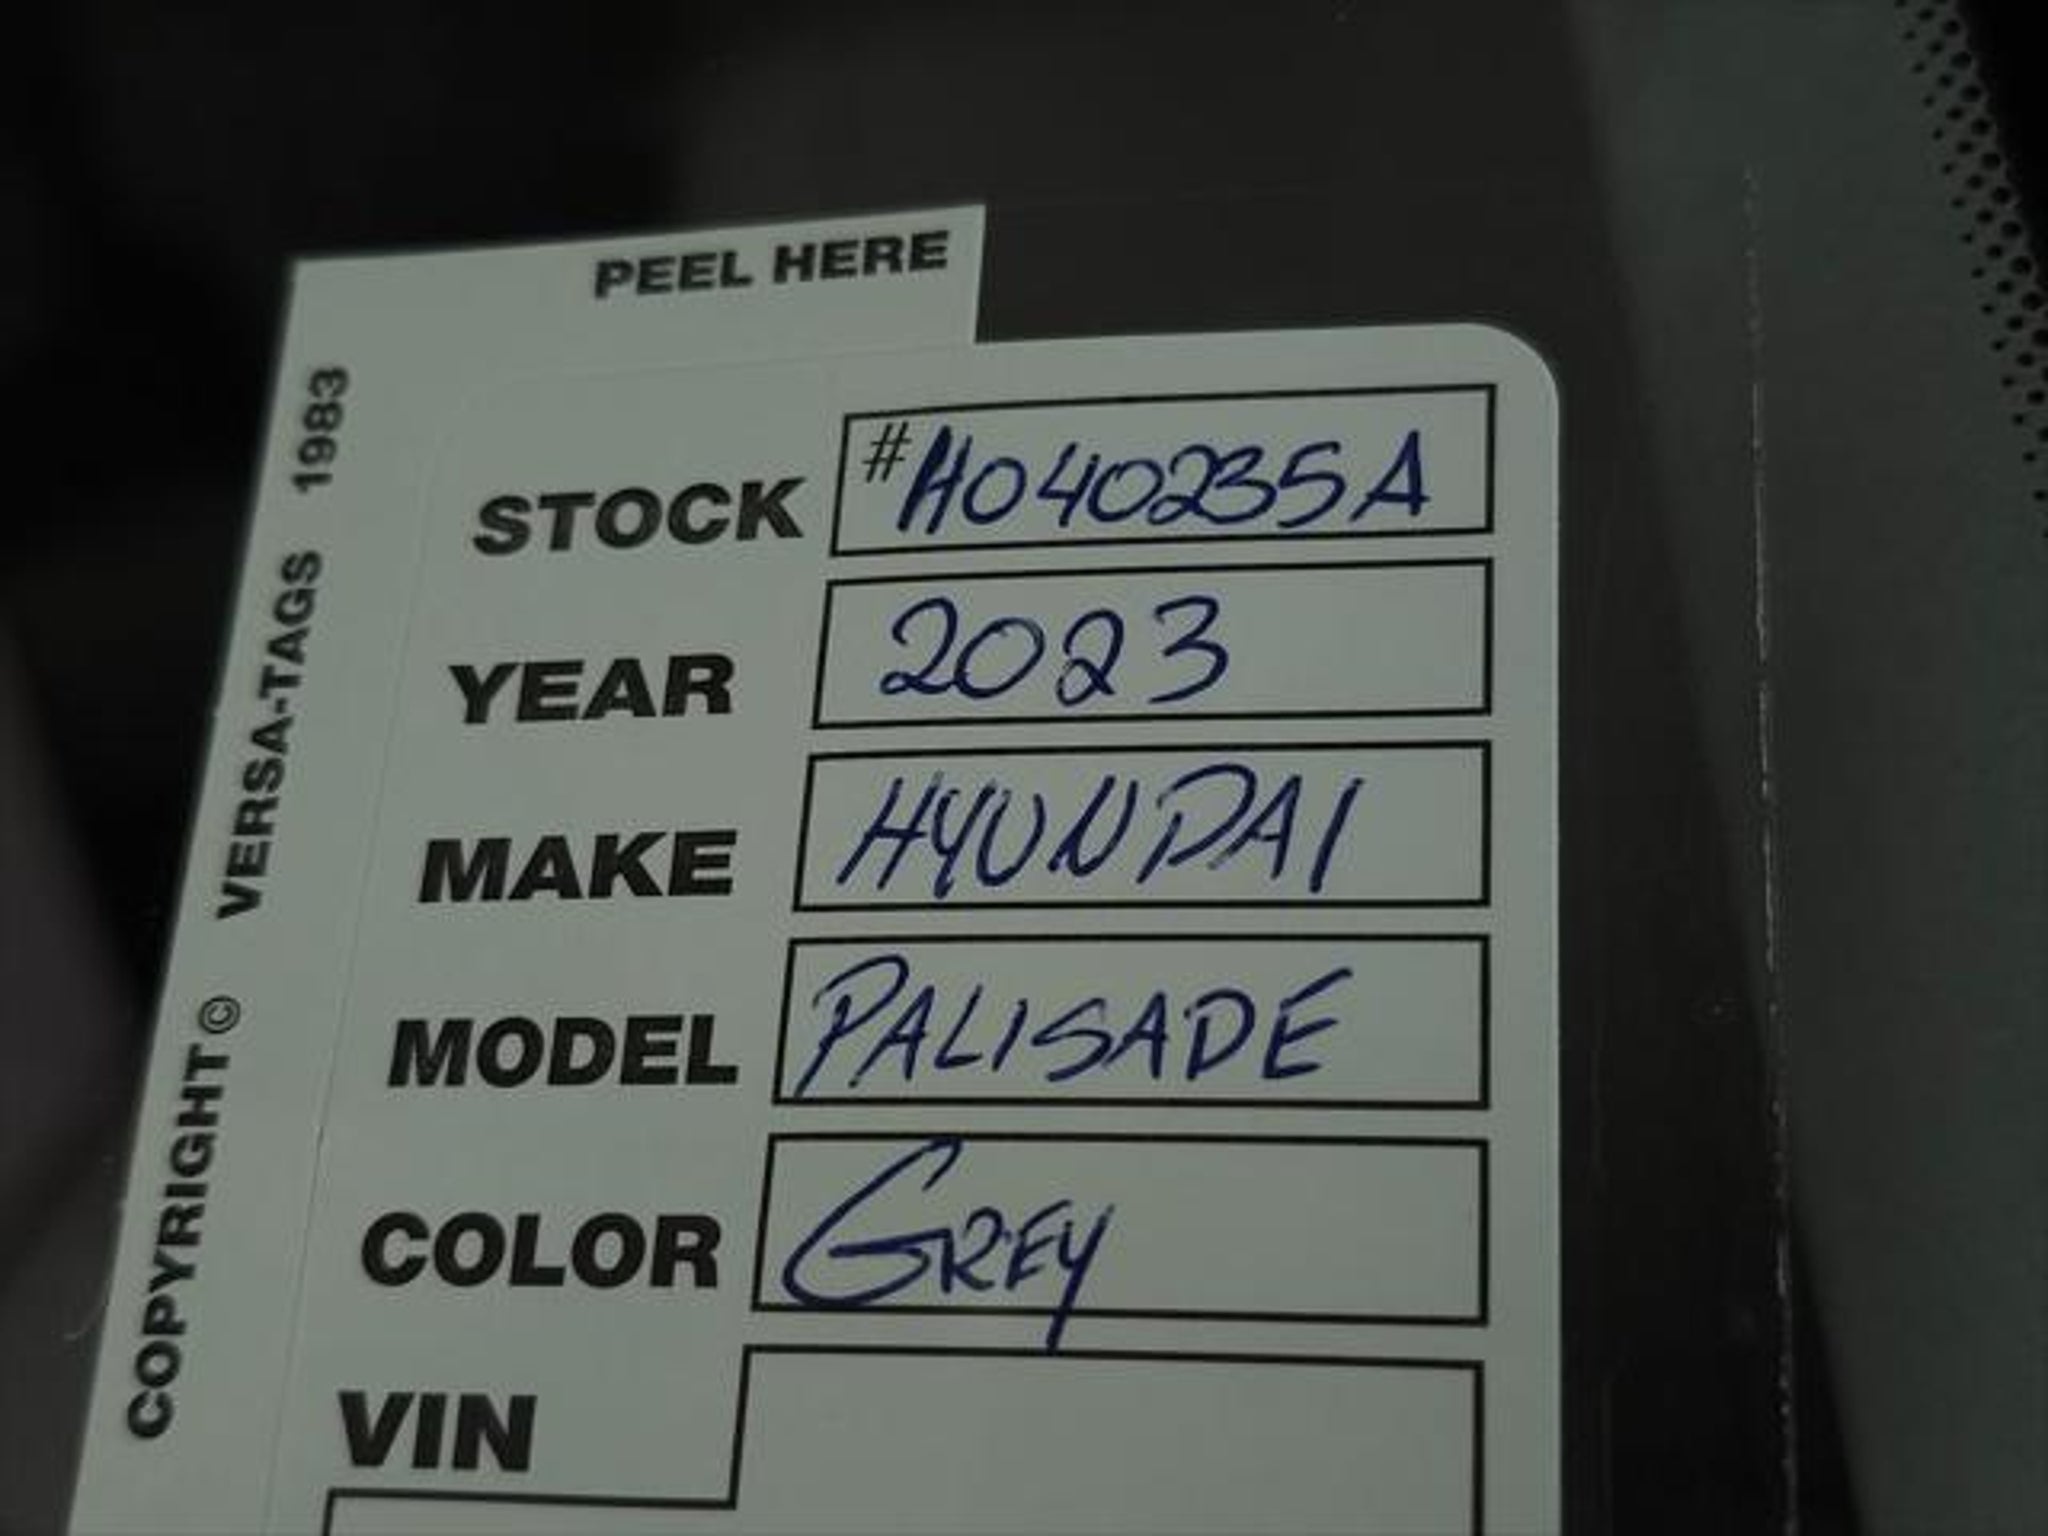 PEEL HERE
STOCK #H040235A
YEAR 2023
MAKE HYUNDAI
MODEL PALISADE
COLOR GREY
VIN
COPYRIGHT© VERSA-TAGS 1983